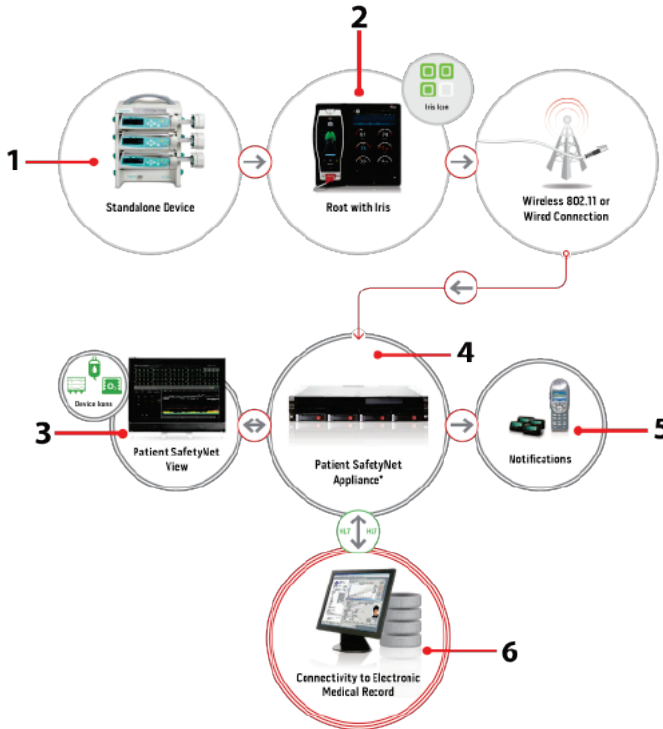 2
Iris Icon
1
Standalone Device
Root with Iris
Wireless 802.11 or
Wired Connection
4
Device Icons
3
5
Patient SafetyNet
View
Patient SafetyNet
Appliance*
Notifications
HL7
HL7
6
Connectivity to Electronic
Medical Record